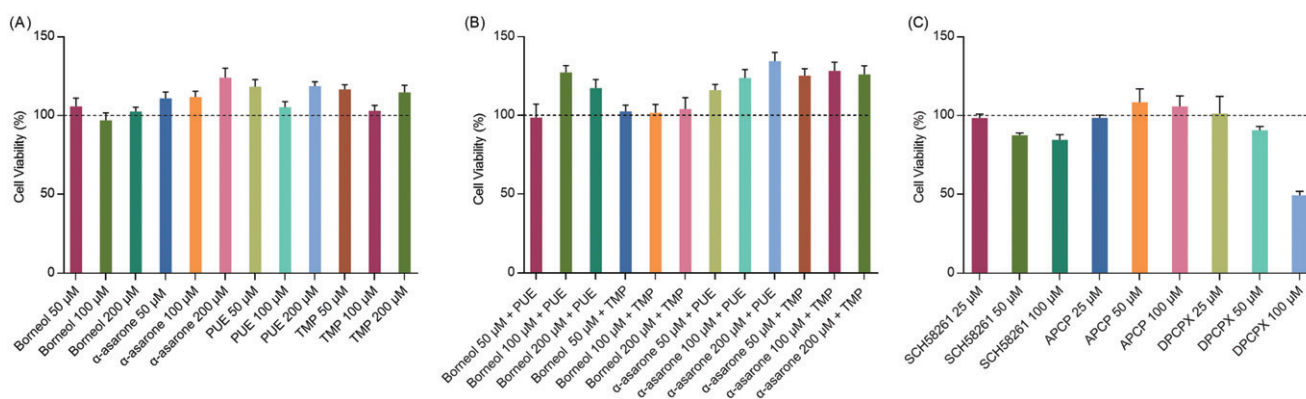 (A)
Cell Viability (%)
150
100
50
0
Borneol 50 μM
Borneol 100 μM
Borneol 200 μM
α-asarone 50 μM
α-asarone 100 μM
α-asarone 200 μM
PUE 50 μM
PUE 100 μM
PUE 200 μM
TMP 50 μM
TMP 100 μM
TMP 200 μM
(B)
Cell Viability (%)
150
100
50
0
Borneol 50 μM + PUE
Borneol 100 μM + PUE
Borneol 200 μM + PUE
Borneol 50 μM + TMP
Borneol 100 μM + TMP
Borneol 200 μM + TMP
α-asarone 50 μM + PUE
α-asarone 100 μM + PUE
α-asarone 200 μM + PUE
α-asarone 50 μM + TMP
α-asarone 100 μM + TMP
α-asarone 200 μM + TMP
(C)
Cell Viability (%)
150
100
50
0
SCH58261 25 μM
SCH58261 50 μM
SCH58261 100 μM
APCP 25 μM
APCP 50 μM
APCP 100 μM
DPCPX 25 μM
DPCPX 50 μM
DPCPX 100 μM